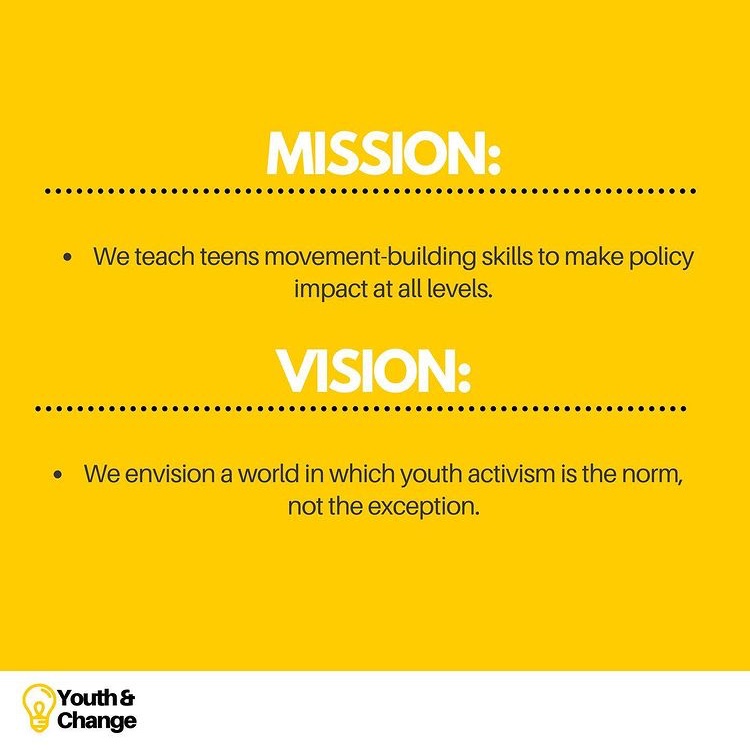 MISSION:
• We teach teens movement-building skills to make policy
impact at all levels.
VISION:
• We envision a world in which youth activism is the norm,
not the exception.
Youth &
Change